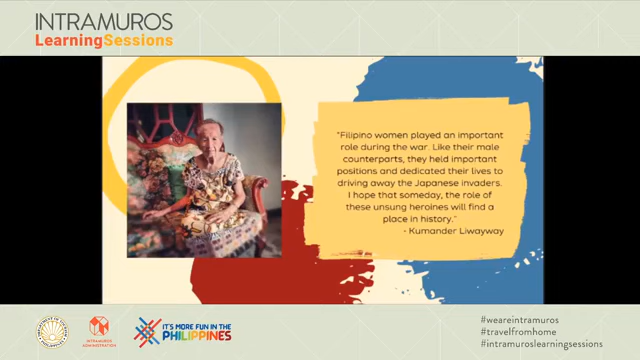 INTRAMUROS
LearningSessions
"Filipino women played an important
role during the war. Like their male
counterparts, they held important
positions and dedicated their lives to
driving away the Japanese invaders.
I hope that someday, the role of
these unsung heroines will find a
place in history."
- Kumander Liwayway
INTRAMUROS
ADMINISTRATION
IT'S MORE FUN IN THE
PHILIPPINES
#weareintramuros
#travelfromhome
#intramuroslearningsessions